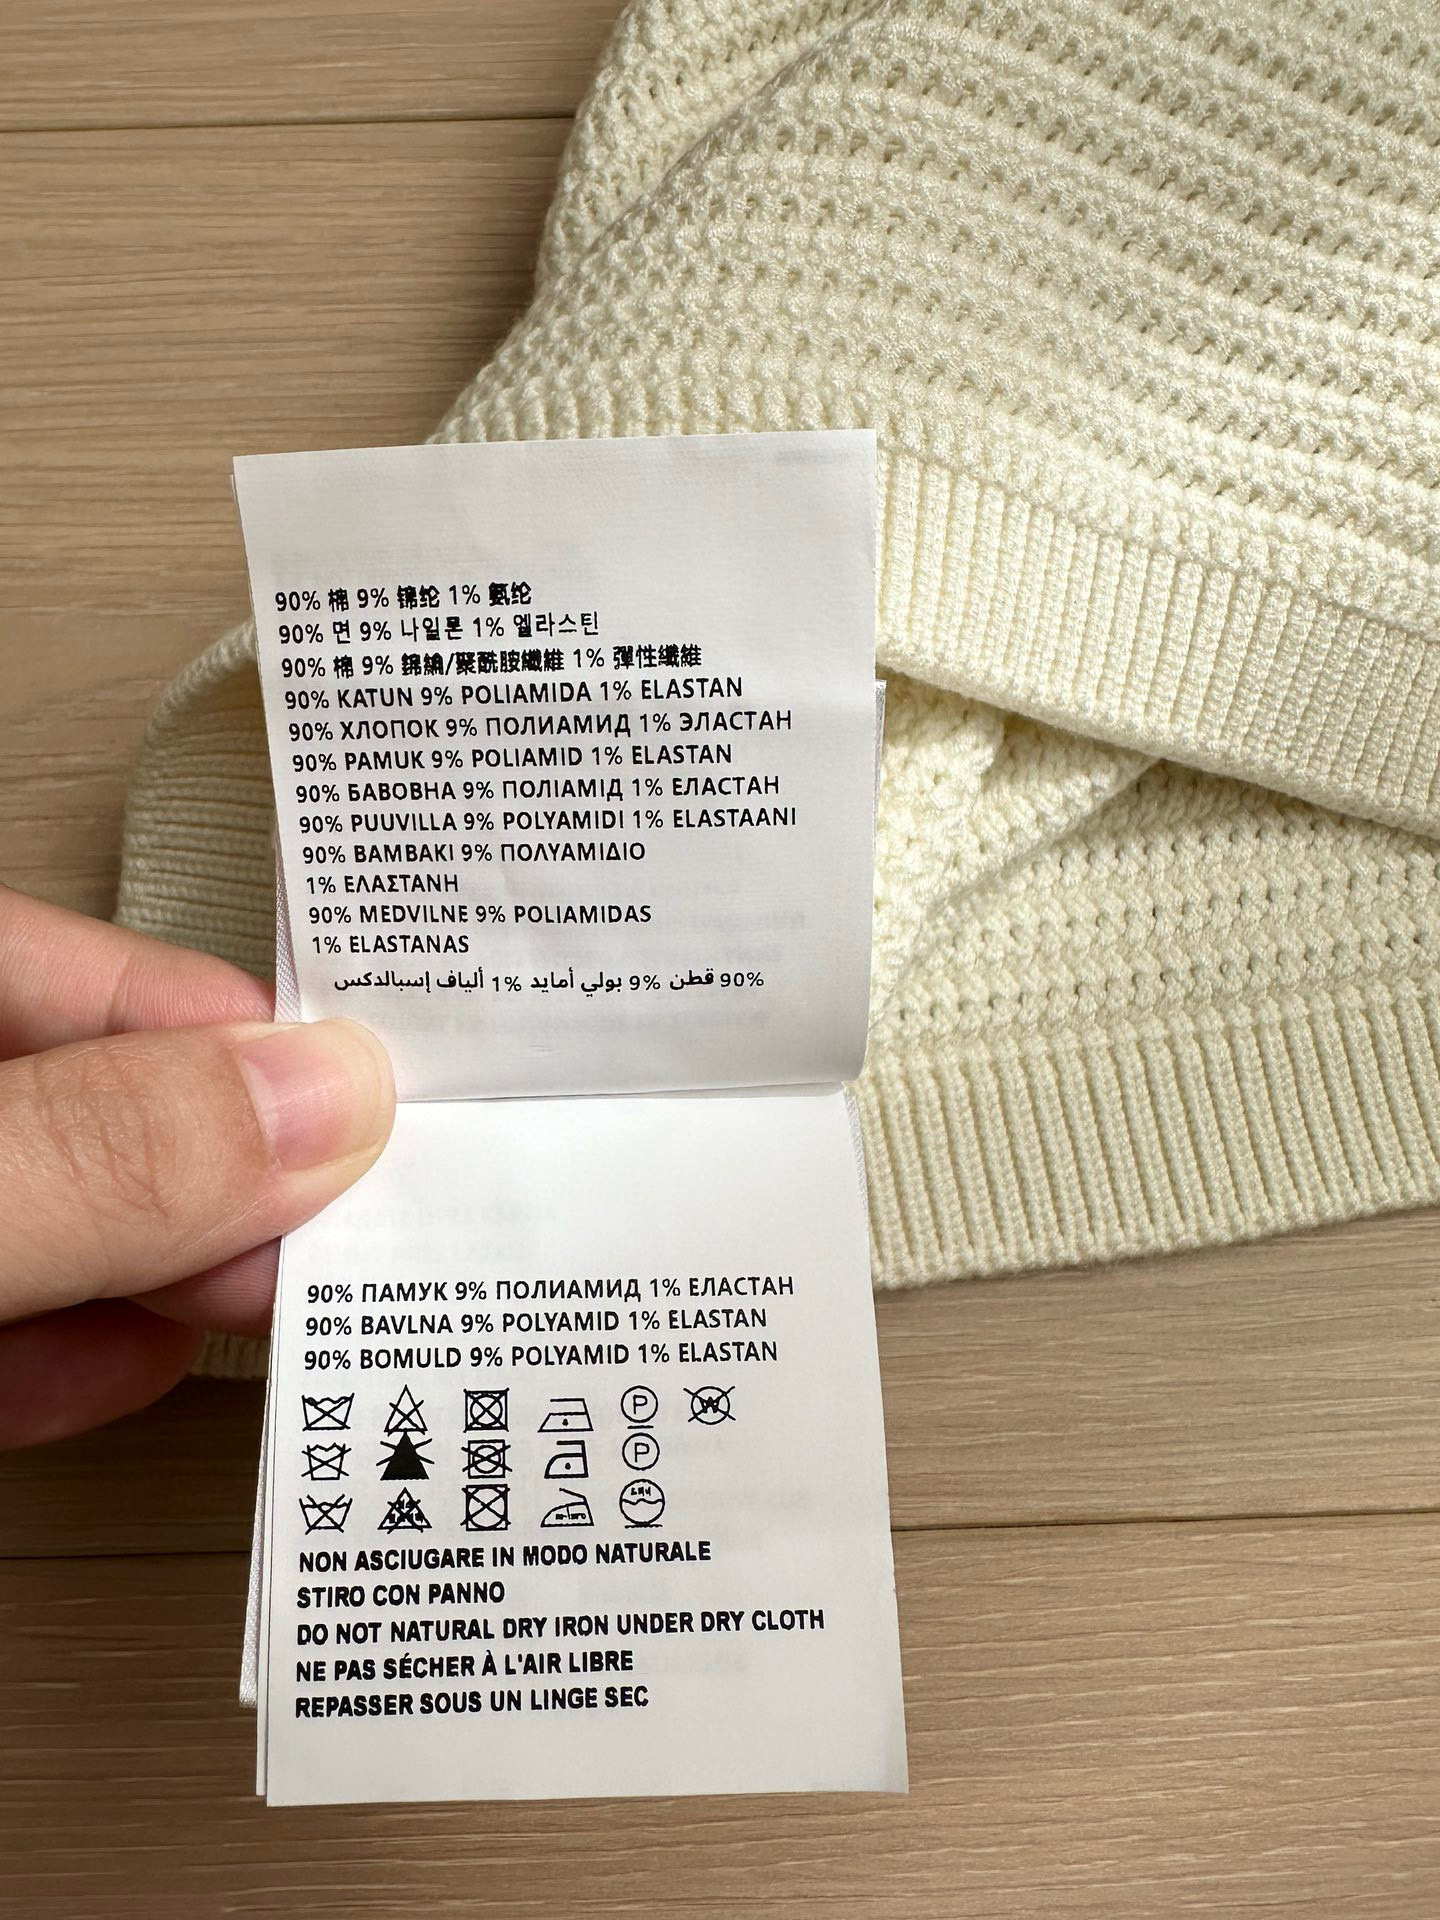 90% 棉 9% 锦纶 1% 氨纶
90% 면 9% 나일론 1% 엘라스틴
90% 棉 9% 錦綸/聚酰胺纖維 1% 彈性纖維
90% KATUN 9% POLIAMIDA 1% ELASTAN
90% ХЛОПОК 9% ПОЛИАМИД 1% ЭЛАСТАН
90% PAMUK 9% POLIAMID 1% ELASTAN
90% БАВОВНА 9% ПОЛІАМІД 1% ЕЛАСТАН
90% PUUVILLA 9% POLYAMIDI 1% ELASTAANI
90% ΒΑΜΒΑΚΙ 9% ΠΟΛΥΑΜΙΔΙΟ
1% ΕΛΑΣΤΑΝΗ
90% MEDVILNE 9% POLIAMIDAS
1% ELASTANAS
90% قطن 9% بولي أمايد 1% ألياف إسبالدكس
90% ПАМУК 9% ПОЛИАМИД 1% ЕЛАСТАН
90% BAVLNA 9% POLYAMID 1% ELASTAN
90% BOMULD 9% POLYAMID 1% ELASTAN
P W
P
NON ASCIUGARE IN MODO NATURALE
STIRO CON PANNO
DO NOT NATURAL DRY IRON UNDER DRY CLOTH
NE PAS SÉCHER À L'AIR LIBRE
REPASSER SOUS UN LINGE SEC